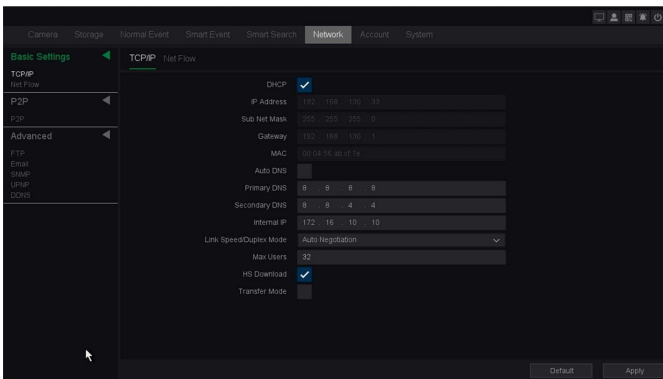 Camera Storage Normal Event Smart Event Smart Search Network Account System
Basic Settings
TCP/IP
Net Flow
P2P
P2P
Advanced
FTP
Email
SNMP
UPNP
DDNS
TCP/IP Net Flow
DHCP
IP Address 192 . 168 . 130 . 33
Sub Net Mask 255 . 255 . 255 . 0
Gateway 192 . 168 . 130 . 1
MAC
Auto DNS
Primary DNS 8 . 8 . 8 . 8
Secondary DNS 8 . 8 . 4 . 4
Internal IP 172 . 16 . 10 . 10
Link Speed/Duplex Mode Auto Negotiation
Max Users 32
HS Download
Transfer Mode
Default Apply